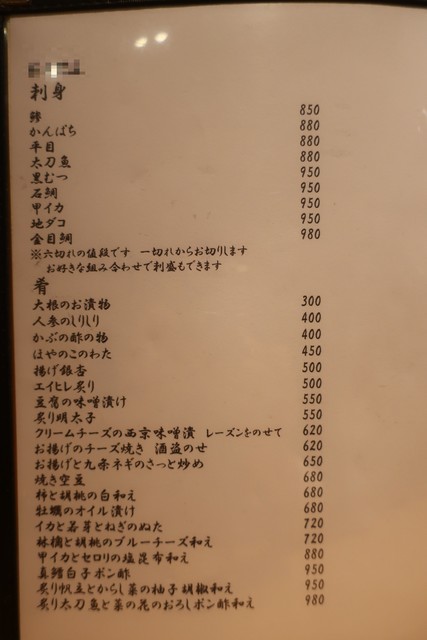 刺身
鯵 850
かんぱち 880
平目 880
太刀魚 880
黒むつ 950
石鯛 950
甲イカ 950
地ダコ 950
金目鯛 980
※六切れの値段です 一切れからお切りします
お好きな組み合わせで利盛もできます
肴
大根のお漬物 300
人参のしりしり 400
かぶの酢の物 400
ほやのこのわた 450
揚げ銀杏 500
エイヒレ炙り 500
豆腐の味噌漬け 550
炙り明太子 550
クリームチーズの西京味噌漬 レーズンをのせて 620
お揚げのチーズ焼き 酒盗のせ 620
お揚げと九条ネギのさっと炒め 650
焼き空豆 680
柿と胡桃の白和え 680
牡蠣のオイル漬け 680
イカと若芽とねぎのぬた 720
林檎と胡桃のブルーチーズ和え 720
甲イカとセロリの塩昆布和え 880
真鱈白子ポン酢 950
炙り帆立とからし菜の柚子胡椒和え 950
炙り太刀魚と菜の花のおろしポン酢和え 980